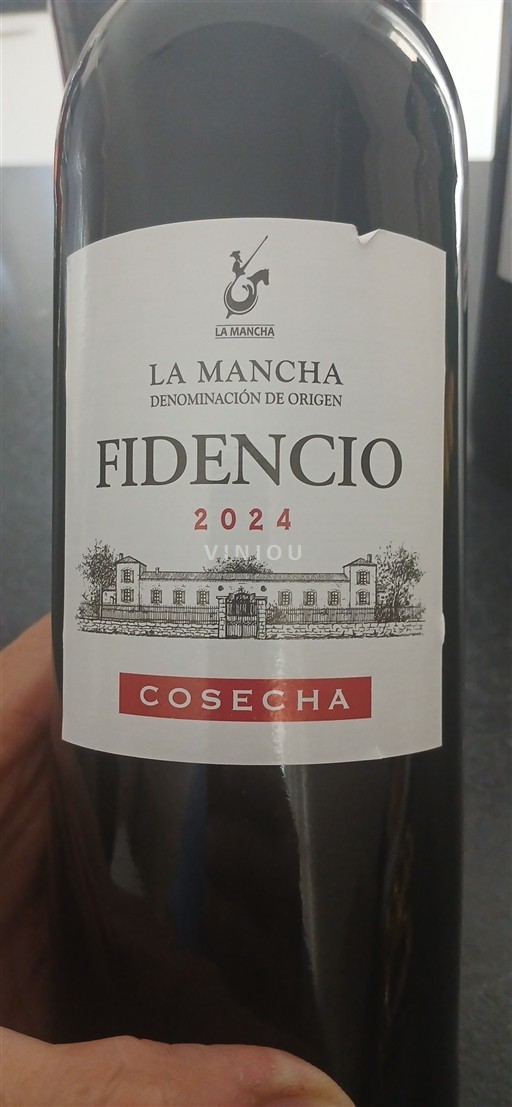 LA MANCHA
LA MANCHA
DENOMINACIÓN DE ORIGEN
FIDENCIO
2024
VINIOU
COSECHA